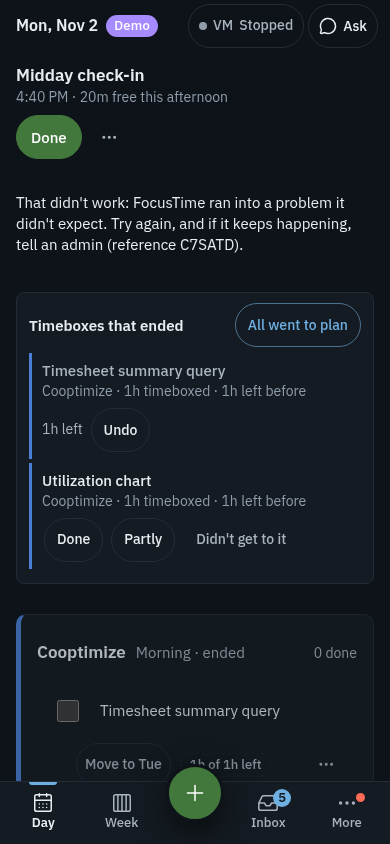 Mon, Nov 2 Demo VM Stopped Ask
Midday check-in
4:40 PM · 20m free this afternoon
Done ···
That didn't work: FocusTime ran into a problem it
didn't expect. Try again, and if it keeps happening,
tell an admin (reference C7SATD).
Timeboxes that ended All went to plan
Timesheet summary query
Cooptimize · 1h timeboxed · 1h left before
1h left Undo
Utilization chart
Cooptimize · 1h timeboxed · 1h left before
Done Partly Didn't get to it
Cooptimize Morning · ended 0 done
Timesheet summary query
Move to Tue 1h of 1h left ···
Day Week Inbox 5 More